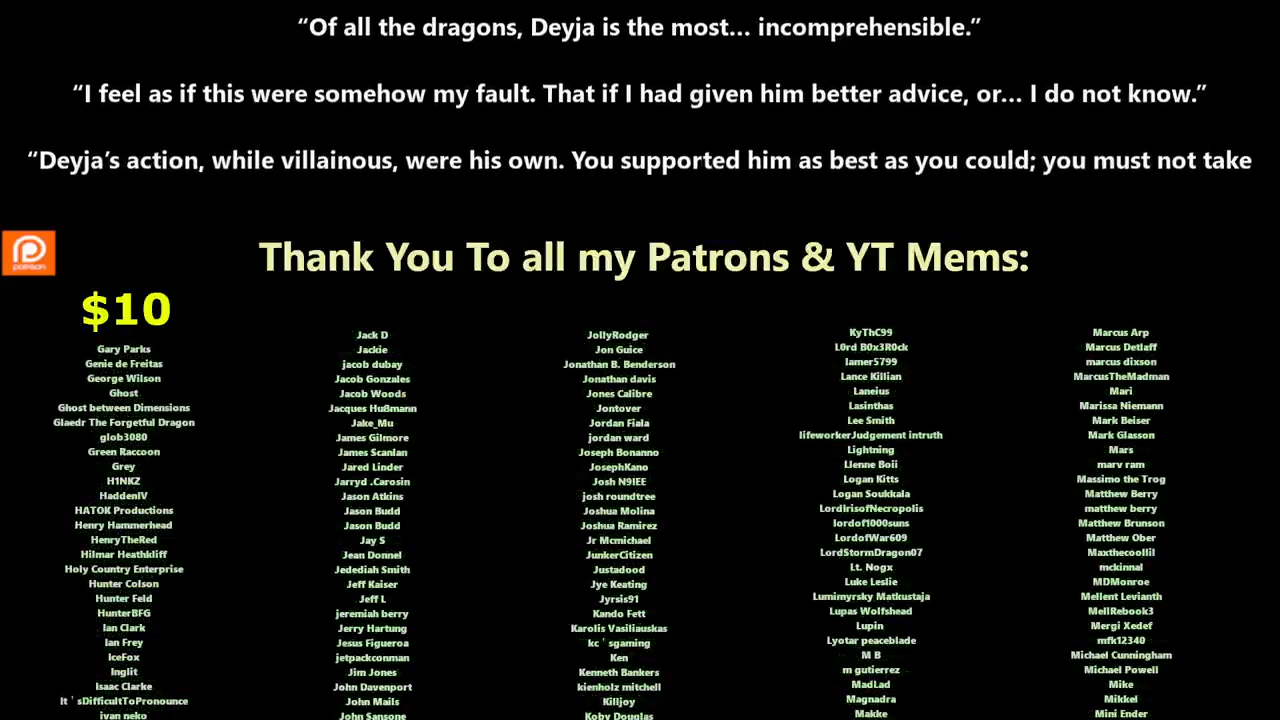 “Of all the dragons, Deyja is the most... incomprehensible.”
“I feel as if this were somehow my fault. That if I had given him better advice, or... I do not know.”
“Deyja’s action, while villainous, were his own. You supported him as best as you could; you must not take
patreon
Thank You To all my Patrons & YT Mems:
$10
Gary Parks
Genie de Freitas
George Wilson
Ghost
Ghost between Dimensions
Glaedr The Forgetful Dragon
glob3080
Green Raccoon
Grey
H1NKZ
HaddenIV
HATOK Productions
Henry Hammerhead
HenryTheRed
Hilmar Heathkliff
Holy Country Enterprise
Hunter Colson
Hunter Feld
HunterBFG
Ian Clark
Ian Frey
IceFox
Inglit
Isaac Clarke
It’sDifficultToPronounce
ivan neko
Jack D
Jackie
jacob dubay
Jacob Gonzales
Jacob Woods
Jacques Hußmann
Jake_Mu
James Gilmore
James Scanlan
Jared Linder
Jarryd .Carosin
Jason Atkins
Jason Budd
Jason Budd
Jay S
Jean Donnel
Jedediah Smith
Jeff Kaiser
Jeff L
jeremiah berry
Jerry Hartung
Jesus Figueroa
jetpackconman
Jim Jones
John Davenport
John Mails
John Sansone
JollyRodger
Jon Guice
Jonathan B. Benderson
Jonathan davis
Jones Calibre
Jontover
Jordan Fiala
jordan ward
Joseph Bonanno
JosephKano
Josh N9IEE
josh roundtree
Joshua Molina
Joshua Ramirez
Jr Mcmichael
JunkerCitizen
Justadood
Jye Keating
Jyrsis91
Kando Fett
Karolis Vasiliauskas
kc’sgaming
Ken
Kenneth Bankers
kienholz mitchell
Killjoy
Koby Douglas
KyThC99
L0rd B0x3R0ck
lamer5799
Lance Killian
Laneius
Lasinthas
Lee Smith
lifeworkerJudgement intruth
Lightning
Llenne Boii
Logan Kitts
Logan Soukkala
LordIrisofNecropolis
lordof1000suns
LordofWar609
LordStormDragon07
Lt. Nogx
Luke Leslie
Lumimyrsky Matkustaja
Lupas Wolfshead
Lupin
Lyotar peaceblade
M B
m gutierrez
MadLad
Magnadra
Makke
Marcus Arp
Marcus Detlaff
marcus dixson
MarcusTheMadman
Mari
Marissa Niemann
Mark Beiser
Mark Glasson
Mars
marv ram
Massimo the Trog
Matthew Berry
matthew berry
Matthew Brunson
Matthew Ober
Maxthecoollil
mckinnal
MDMonroe
Mellent Levianth
MellRebook3
Mergi Xedef
mfk12340
Michael Cunningham
Michael Powell
Mike
Mikkel
Mini Ender